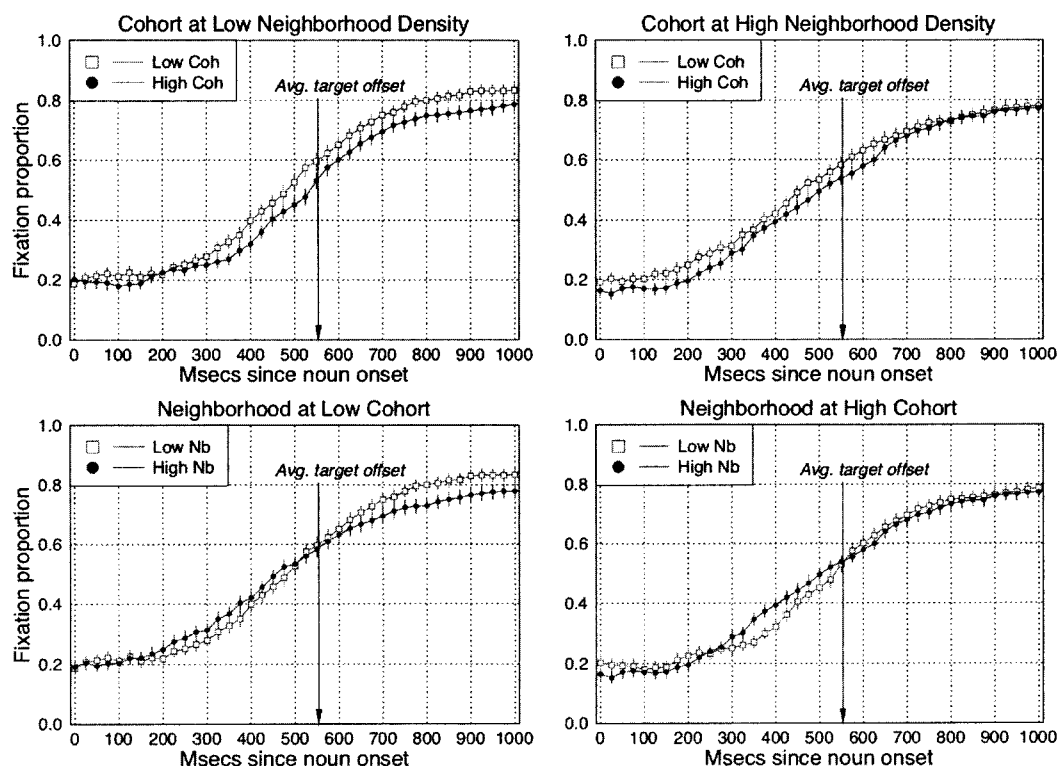 Cohort at Low Neighborhood Density
1.0
0.8
0.6
0.4
0.2
0.0
Fixation proportion
Low Coh
High Coh
Avg. target offset
0 100 200 300 400 500 600 700 800 900 1000
Msecs since noun onset
Cohort at High Neighborhood Density
1.0
0.8
0.6
0.4
0.2
0.0
Low Coh
High Coh
Avg. target offset
0 100 200 300 400 500 600 700 800 900 1000
Msecs since noun onset
Neighborhood at Low Cohort
1.0
0.8
0.6
0.4
0.2
0.0
Fixation proportion
Low Nb
High Nb
Avg. target offset
0 100 200 300 400 500 600 700 800 900 1000
Msecs since noun onset
Neighborhood at High Cohort
1.0
0.8
0.6
0.4
0.2
0.0
Low Nb
High Nb
Avg. target offset
0 100 200 300 400 500 600 700 800 900 1000
Msecs since noun onset